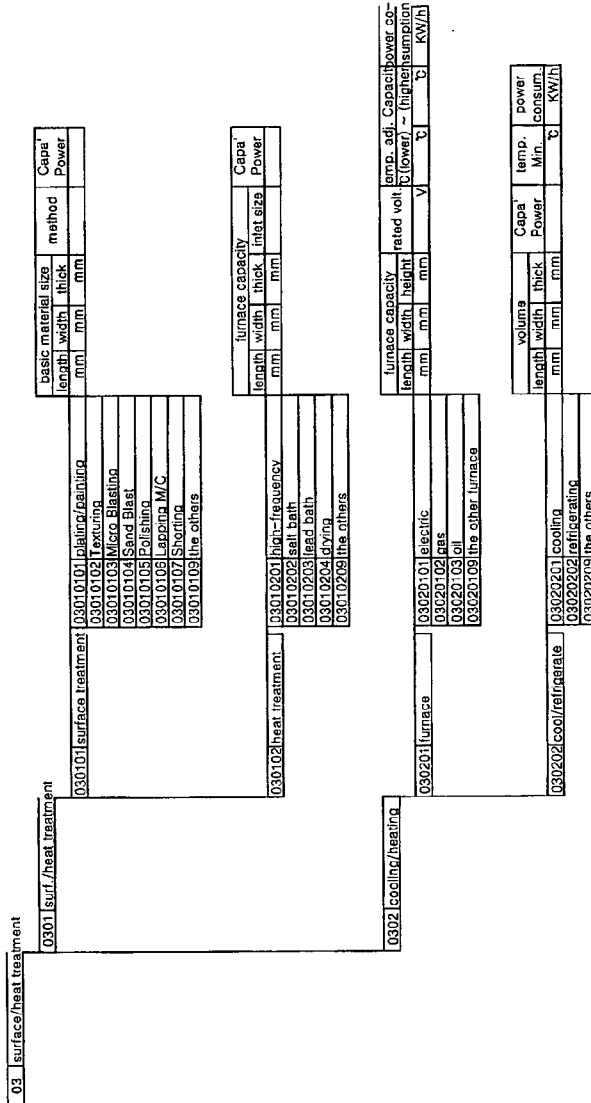 03 surface/heat treatment
0301 surf./heat treatment
030101 surface treatment
03010101 plating/painting
03010102 Texturing
03010103 Micro Blasting
03010104 Sand Blast
03010105 Polishing
03010106 Lapping M/C
03010107 Shorting
03010109 the others
basic material size method Capa'
length width thick Power
mm mm mm
030102 heat treatment
03010201 high-frequency
03010202 salt bath
03010203 lead bath
03010204 drying
03010209 the others
furnace capacity Capa'
length width thick inlet size Power
mm mm mm
0302 cooling/heating
030201 furnace
03020101 electric
03020102 gas
03020103 oil
03020109 the other furnace
furnace capacity rated volt. temp. adj. Capacity power co-
length width height ℃ (lower) ~ (higher nsumption
mm mm mm V ℃ ℃ KW/h
030202 cool/refrigerate
03020201 cooling
03020202 refrigerating
03020209 the others
volume Capa' temp. power
length width thick Power Min. consum.
mm mm mm ℃ KW/h